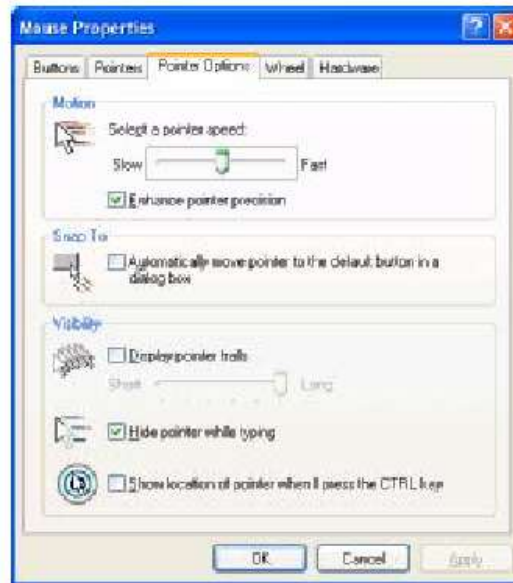 Mouse Properties
Buttons Pointers Pointer Options Wheel Hardware
Motion
Select a pointer speed:
Slow Fast
Enhance pointer precision
Snap To
Automatically move pointer to the default button in a
dialog box
Visibility
Display pointer trails
Short Long
Hide pointer while typing
Show location of pointer when I press the CTRL key
OK Cancel Apply